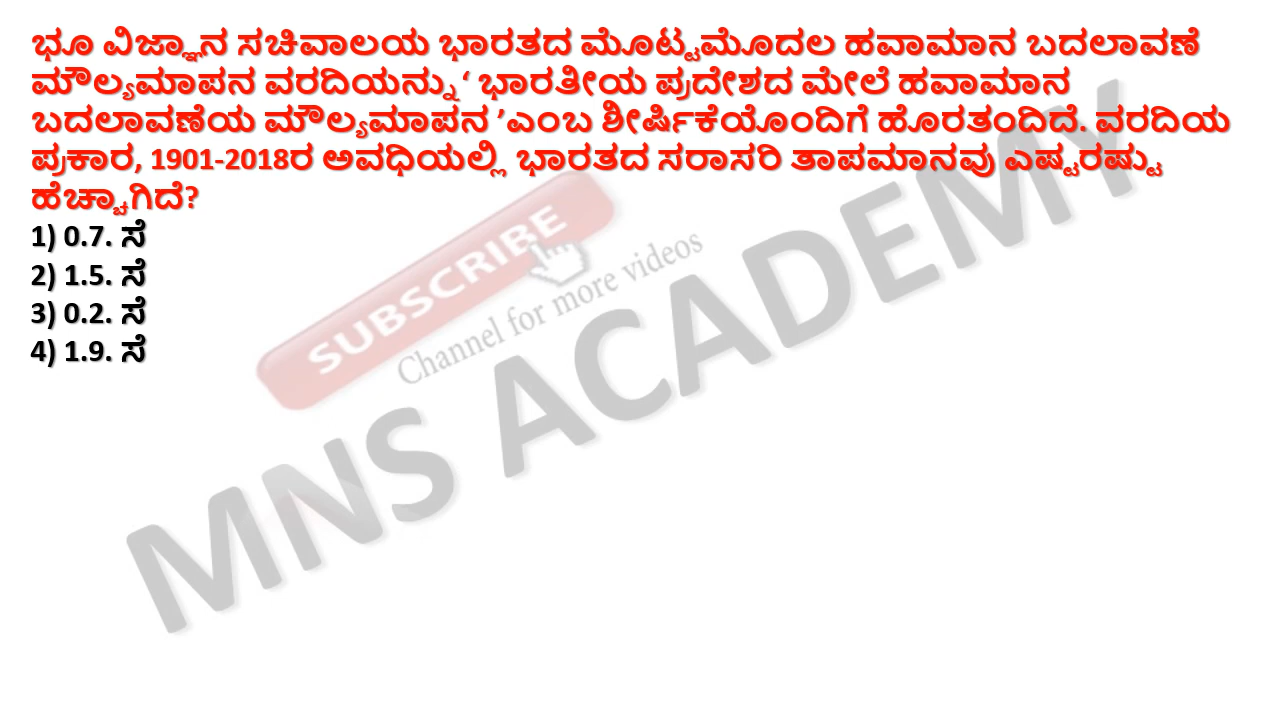 ಭೂ ವಿಜ್ಞಾನ ಸಚಿವಾಲಯ ಭಾರತದ ಮೊಟ್ಟಮೊದಲ ಹವಾಮಾನ ಬದಲಾವಣೆ
ಮೌಲ್ಯಮಾಪನ ವರದಿಯನ್ನು ‘ ಭಾರತೀಯ ಪ್ರದೇಶದ ಮೇಲೆ ಹವಾಮಾನ
ಬದಲಾವಣೆಯ ಮೌಲ್ಯಮಾಪನ ’ಎಂಬ ಶೀರ್ಷಿಕೆಯೊಂದಿಗೆ ಹೊರತಂದಿದೆ. ವರದಿಯ
ಪ್ರಕಾರ, 1901-2018ರ ಅವಧಿಯಲ್ಲಿ ಭಾರತದ ಸರಾಸರಿ ತಾಪಮಾನವು ಎಷ್ಟರಷ್ಟು
ಹೆಚ್ಚಾಗಿದೆ?
1) 0.7. ಸೆ
2) 1.5. ಸೆ
3) 0.2. ಸೆ
4) 1.9. ಸೆ
SUBSCRIBE
Channel for more videos
MNS ACADEMY